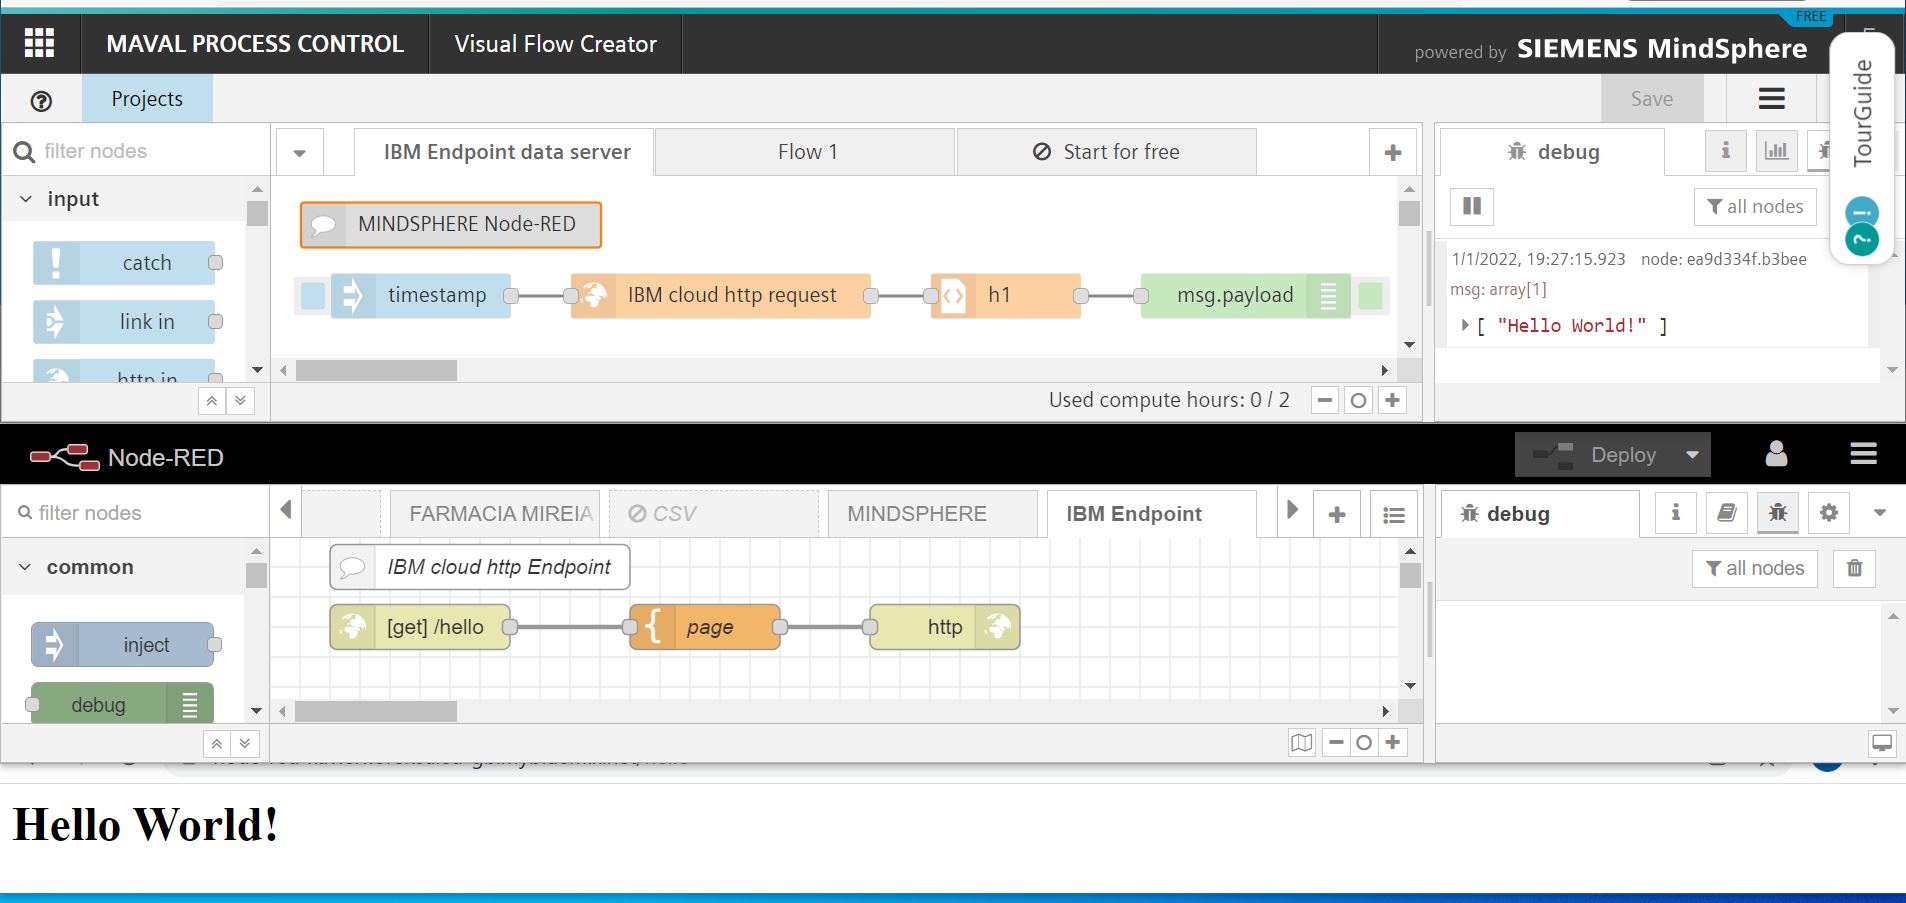 FREE
MAVAL PROCESS CONTROL Visual Flow Creator powered by SIEMENS MindSphere
TourGuide
? Projects Save
filter nodes IBM Endpoint data server Flow 1 Start for free + debug i
input MINDSPHERE Node-RED all nodes
! ?
catch 1/1/2022, 19:27:15.923 node: ea9d334f.b3bee
timestamp IBM cloud http request h1 msg.payload msg: array[1]
link in [ "Hello World!" ]
http in
Used compute hours: 0 / 2
Node-RED Deploy
filter nodes FARMACIA MIREIA CSV MINDSPHERE IBM Endpoint + debug i
common IBM cloud http Endpoint all nodes
inject [get] /hello { page http
debug
Hello World!